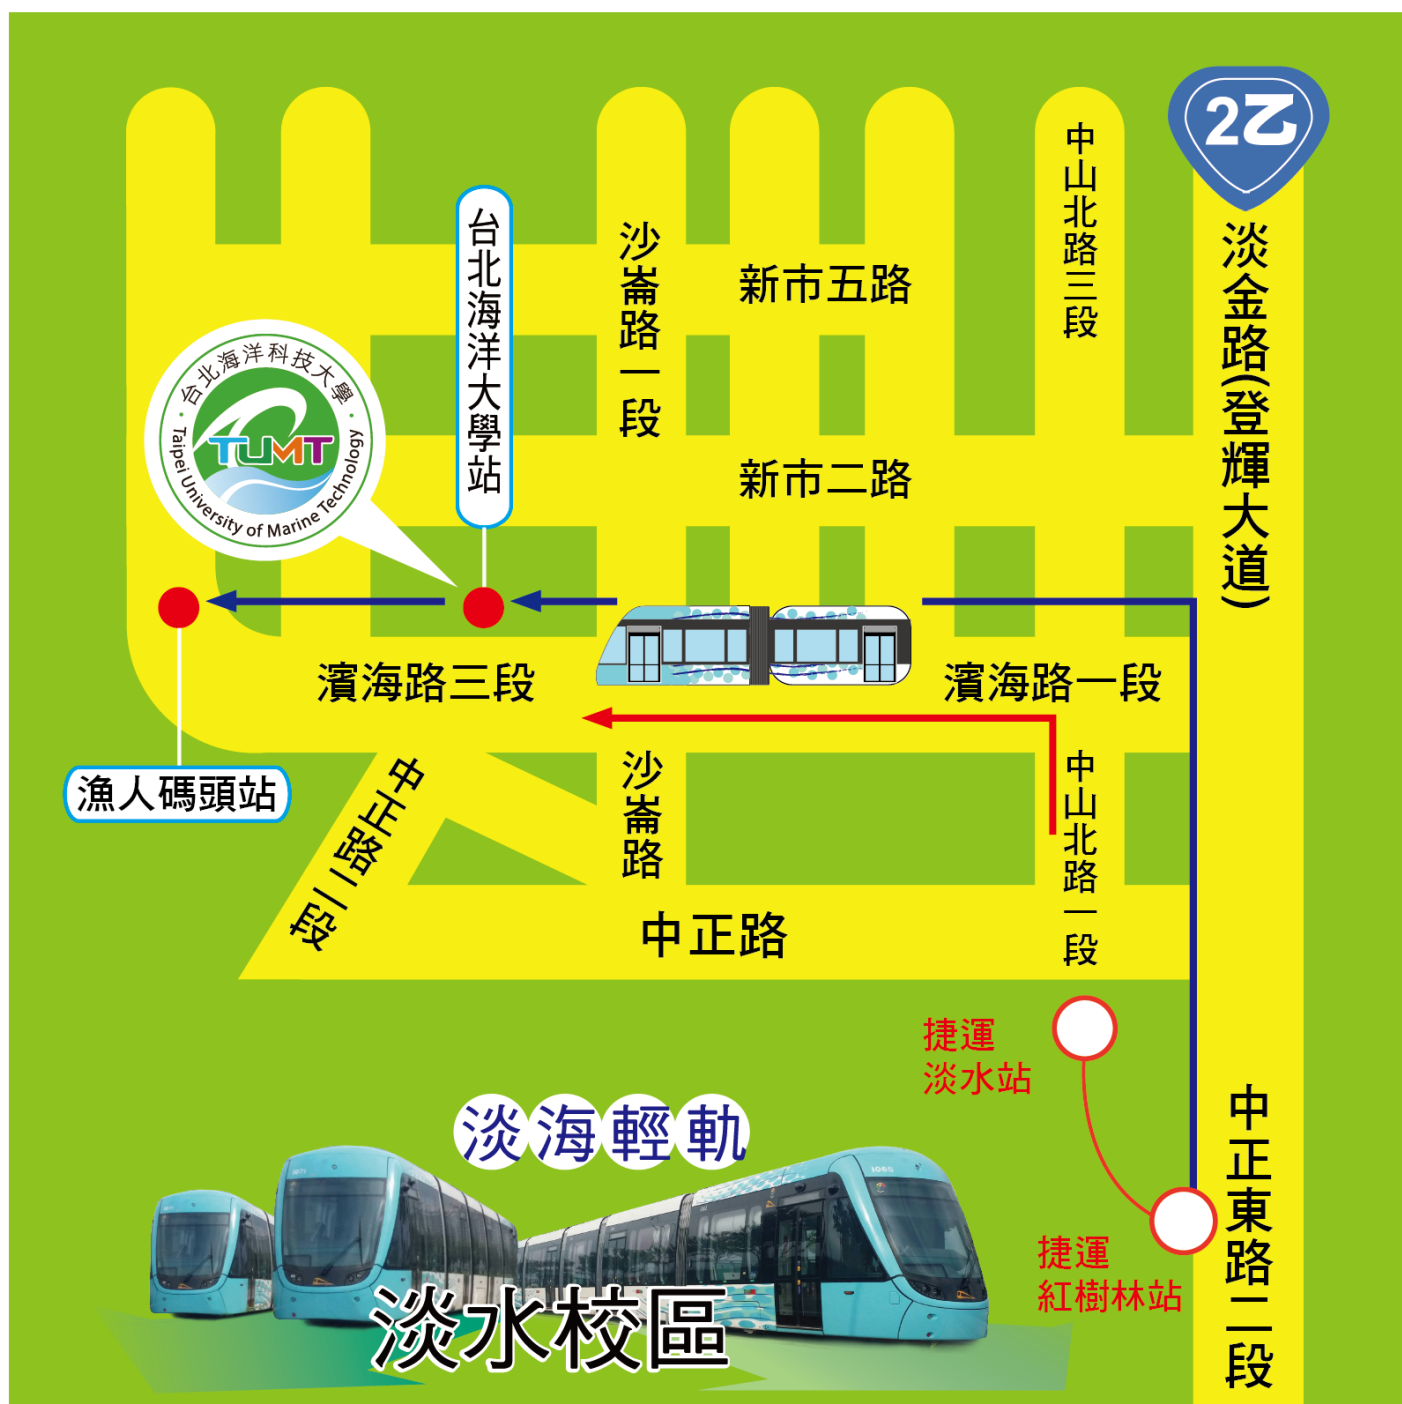 2乙
淡金路(登輝大道)
中山北路三段
台北海洋大學站
沙崙路一段
新市五路
台北海洋科技大學
TUMT
Taipei University of Marine Technology
新市二路
濱海路三段
濱海路一段
漁人碼頭站
中正路二段
沙崙路
中山北路一段
中正路
捷運
淡水站
淡海輕軌
中正東路二段
捷運
紅樹林站
淡水校區